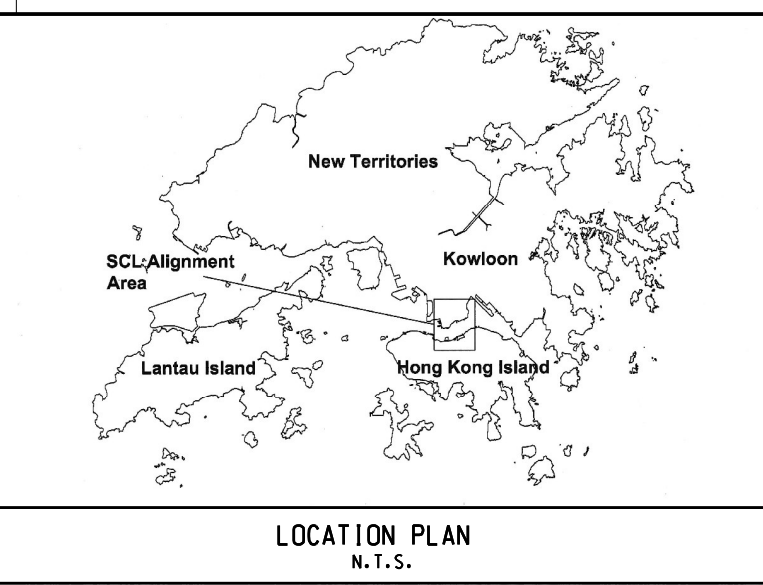 New Territories
Kowloon
SCL Alignment
Area
Lantau Island
Hong Kong Island
LOCATION PLAN
N.T.S.